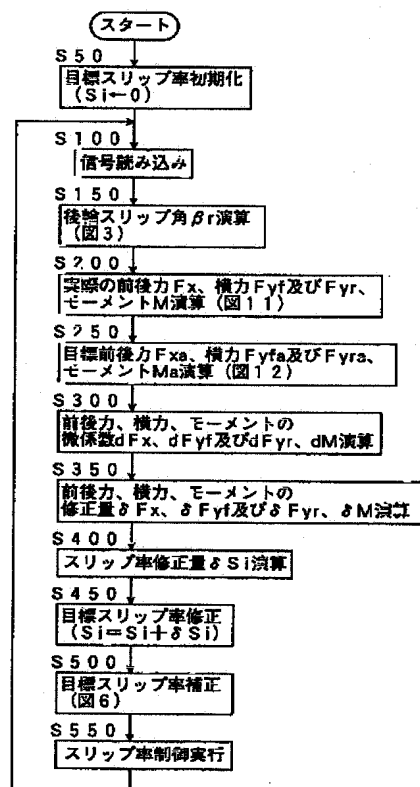 スタート
S50
目標スリップ率初期化
(Si←0)
S100
信号読み込み
S150
後輪スリップ角βr演算
(図3)
S200
実際の前後力Fx、横力Fyf及びFyr、
モーメントM演算(図11)
S250
目標前後力Fxa、横力Fyfa及びFyra、
モーメントMa演算(図12)
S300
前後力、横力、モーメントの
微係数dFx、dFyf及びdFyr、dM演算
S350
前後力、横力、モーメントの
修正量δFx、δFyf及びδFyr、δM演算
S400
スリップ率修正量δSi演算
S450
目標スリップ率修正
(Si=Si+δSi)
S500
目標スリップ率補正
(図6)
S550
スリップ率制御実行